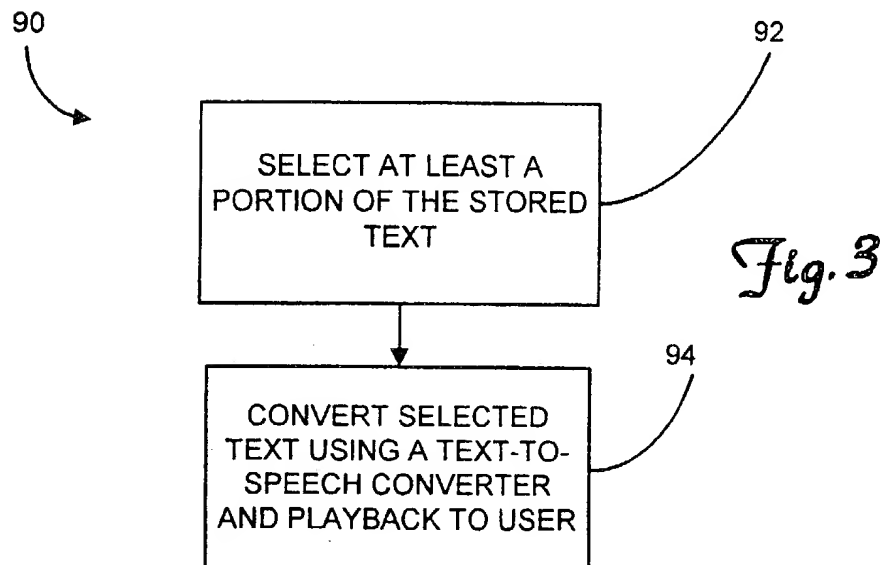 90
92
SELECT AT LEAST A
PORTION OF THE STORED
TEXT
Fig. 3
94
CONVERT SELECTED
TEXT USING A TEXT-TO-
SPEECH CONVERTER
AND PLAYBACK TO USER